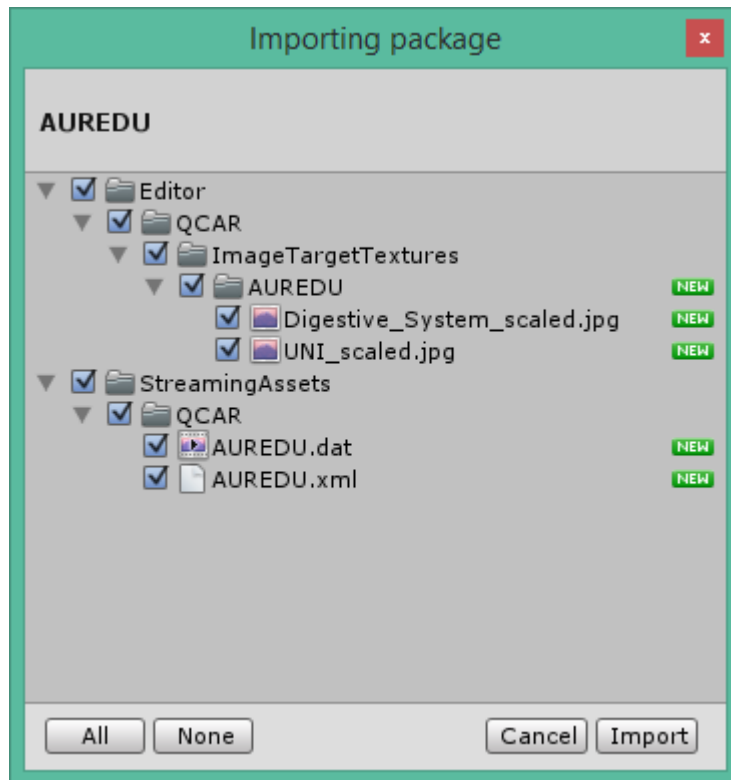 Importing package
x
AUREDU
Editor
QCAR
ImageTargetTextures
AUREDU NEW
Digestive_System_scaled.jpg NEW
UNI_scaled.jpg NEW
StreamingAssets
QCAR
AUREDU.dat NEW
AUREDU.xml NEW
All None Cancel Import